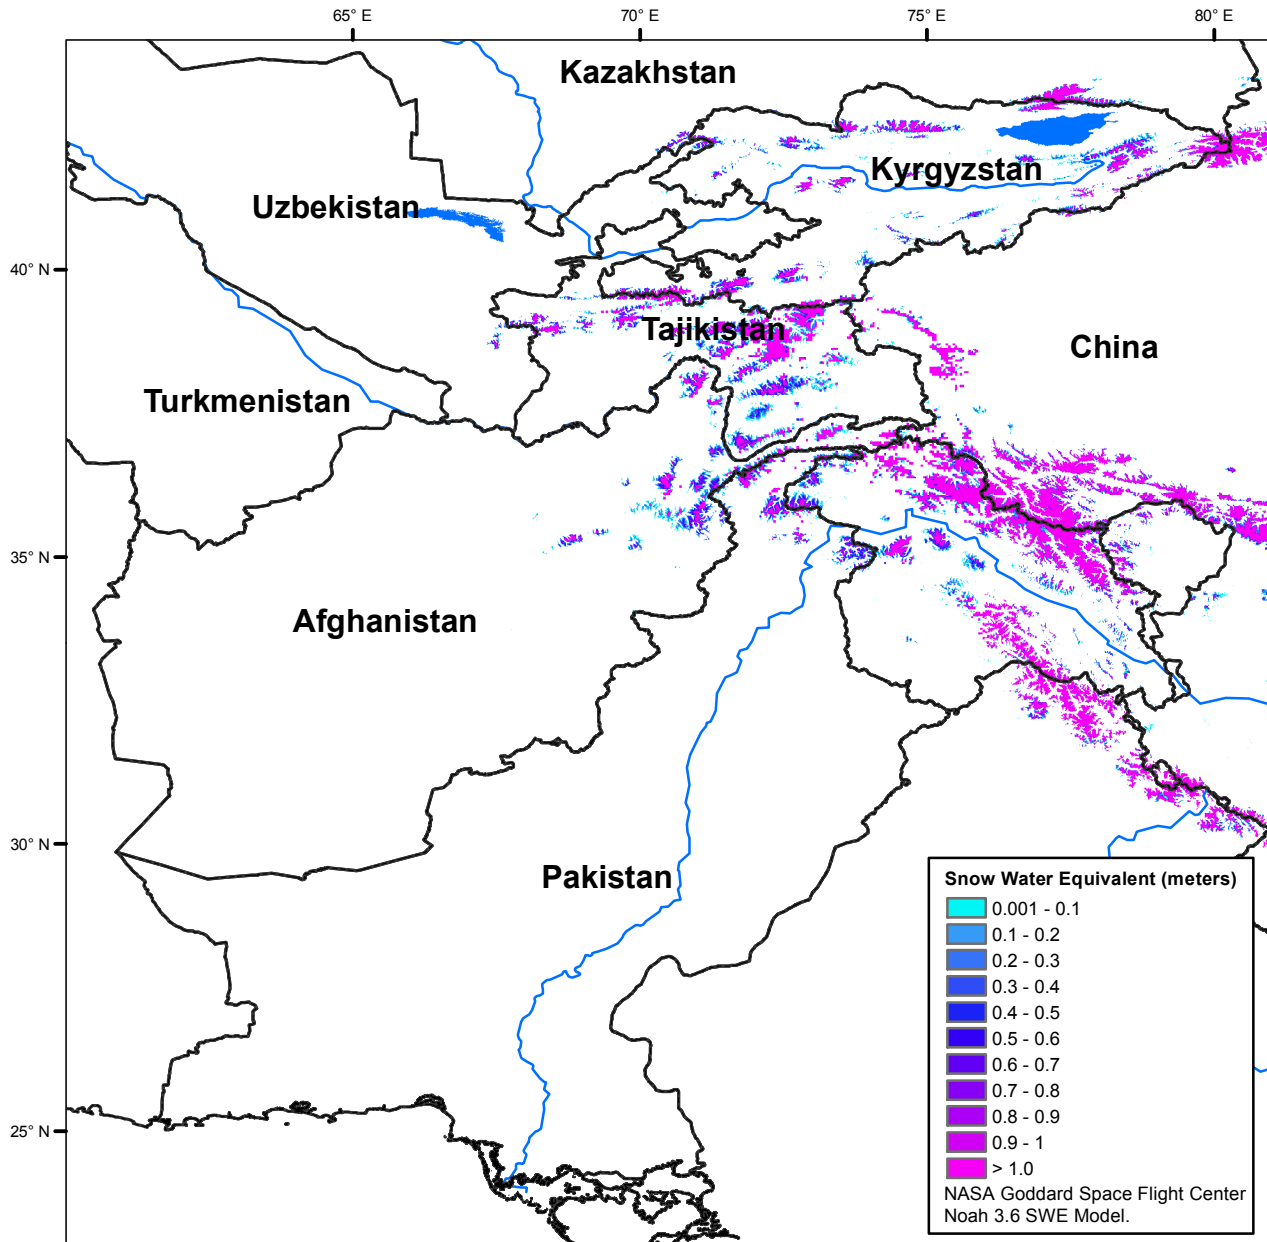 65° E
70° E
75° E
80° E
Kazakhstan
Kyrgyzstan
Uzbekistan
40° N
Tajikistan
China
Turkmenistan
35° N
Afghanistan
30° N
Pakistan
Snow Water Equivalent (meters)
0.001 - 0.1
0.1 - 0.2
0.2 - 0.3
0.3 - 0.4
0.4 - 0.5
0.5 - 0.6
0.6 - 0.7
0.7 - 0.8
0.8 - 0.9
0.9 - 1
> 1.0
NASA Goddard Space Flight Center
Noah 3.6 SWE Model.
25° N